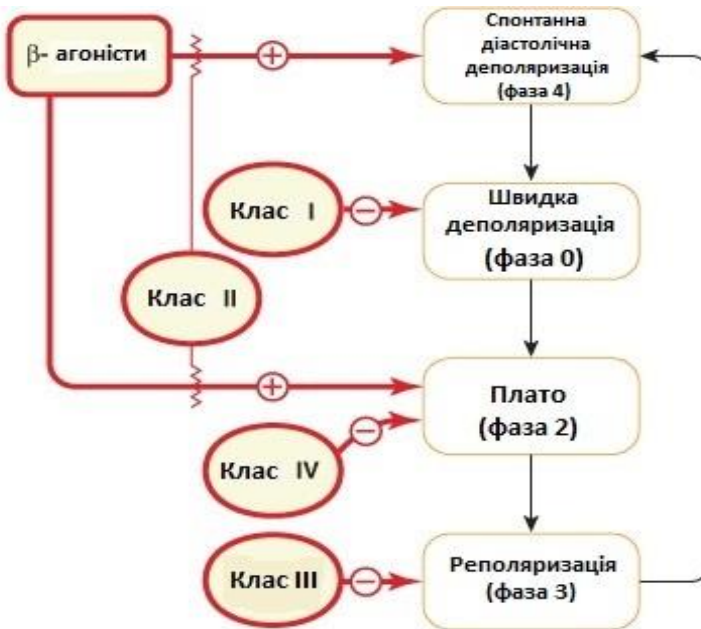 β- агоністи
+
Спонтанна
діастолічна
деполяризація
(фаза 4)
Клас I
−
Швидка
деполяризація
(фаза 0)
Клас II
+
Плато
(фаза 2)
−
Клас IV
Клас III
−
Реполяризація
(фаза 3)